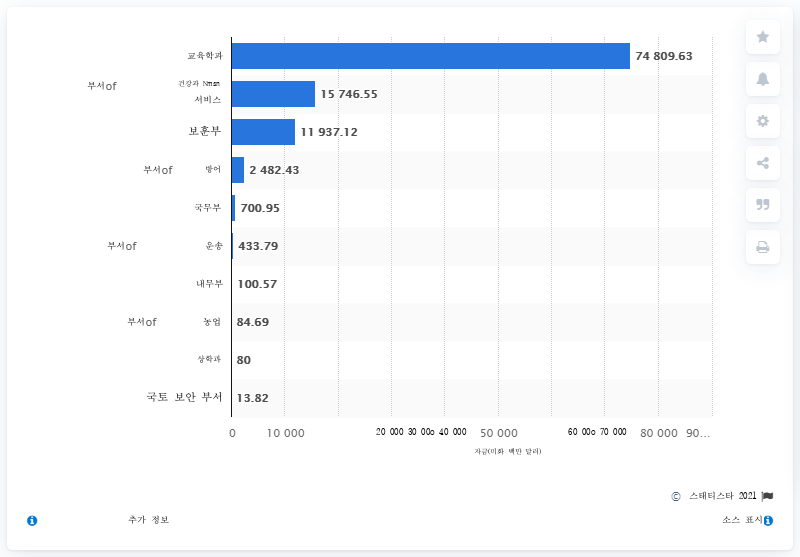 교육학과 74 809.63
건강과 Nmsn
부서of 서비스 15 746.55
보훈부 11 937.12
부서of 방어 2 482.43
국무부 700.95
부서of 운송 433.79
내무부 100.57
부서of 농업 84.69
상학과 80
국토 보안 부서 13.82
0 10 000 20 000 30 00o 40 000 50 000 60 00o 70 000 80 000 90...
자금(미화 백만 달러)
© 스태티스타 2021
추가 정보 소스 표시